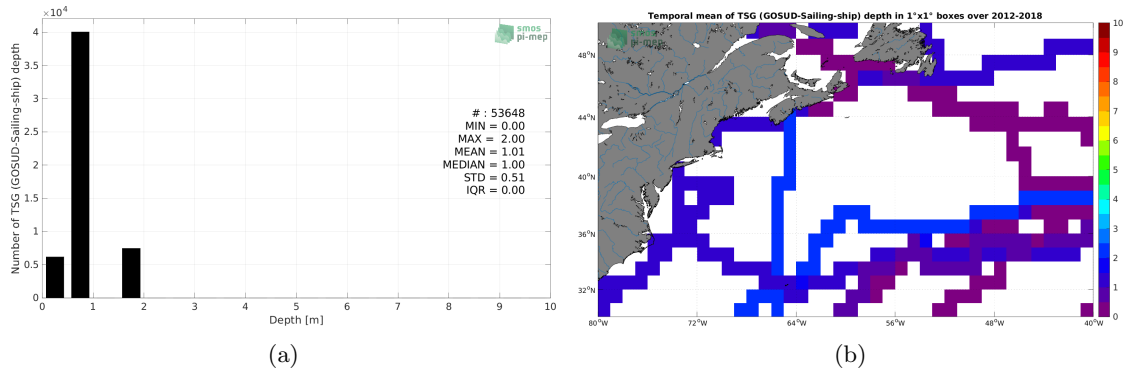 ×10⁴
smos
pi-mep
4
3.5
3
2.5
2
1.5
1
0.5
0
Number of TSG (GOSUD-Sailing-ship) depth
# : 53648
MIN = 0.00
MAX = 2.00
MEAN = 1.01
MEDIAN = 1.00
STD = 0.51
IQR = 0.00
0 1 2 3 4 5 6 7 8 9 10
Depth [m]
(a)
Temporal mean of TSG (GOSUD-Sailing-ship) depth in 1°x1° boxes over 2012-2018
smos
pi-mep
48°N
44°N
40°N
36°N
32°N
80°W 72°W 64°W 56°W 48°W 40°W
10
9
8
7
6
5
4
3
2
1
0
(b)